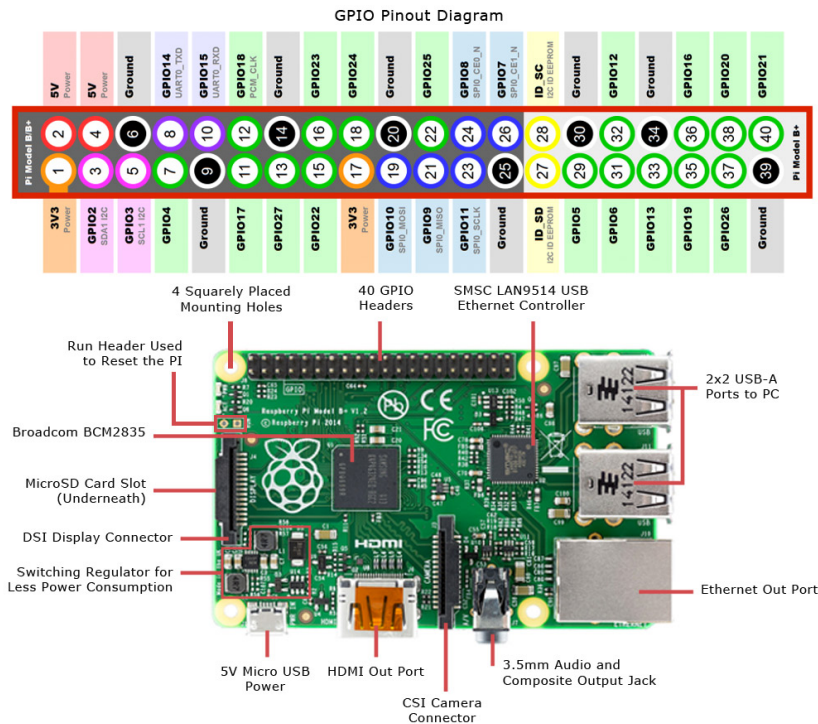 GPIO Pinout Diagram
5V
Power
5V
Power
Ground
GPIO14
UART0_TXD
GPIO15
UART0_RXD
GPIO18
PCM_CLK
Ground
GPIO23
GPIO24
Ground
GPIO25
GPIO8
SPI0_CE0_N
GPIO7
SPI0_CE1_N
ID_SC
I2C ID EEPROM
Ground
GPIO12
Ground
GPIO16
GPIO20
GPIO21
Pi Model B/B+
2 4 6 8 10 12 14 16 18 20 22 24 26 28 30 32 34 36 38 40
1 3 5 7 9 11 13 15 17 19 21 23 25 27 29 31 33 35 37 39
Pi Model B+
3V3
Power
GPIO2
SDA1 I2C
GPIO3
SCL1 I2C
GPIO4
Ground
GPIO17
GPIO27
GPIO22
3V3
Power
GPIO10
SPI0_MOSI
GPIO9
SPI0_MISO
GPIO11
SPI0_SCLK
Ground
ID_SD
I2C ID EEPROM
GPIO5
GPIO6
GPIO13
GPIO19
GPIO26
Ground
4 Squarely Placed
Mounting Holes
40 GPIO
Headers
SMSC LAN9514 USB
Ethernet Controller
Run Header Used
to Reset the PI
2x2 USB-A
Ports to PC
Broadcom BCM2835
MicroSD Card Slot
(Underneath)
DSI Display Connector
Switching Regulator for
Less Power Consumption
Ethernet Out Port
5V Micro USB
Power
HDMI Out Port
CSI Camera
Connector
3.5mm Audio and
Composite Output Jack
GPIO
Raspberry Pi Model B+ V1.2
© Raspberry Pi 2014
CE
FC
DISPLAY
HDMI
CAMERA
14122
14122
USB
USB